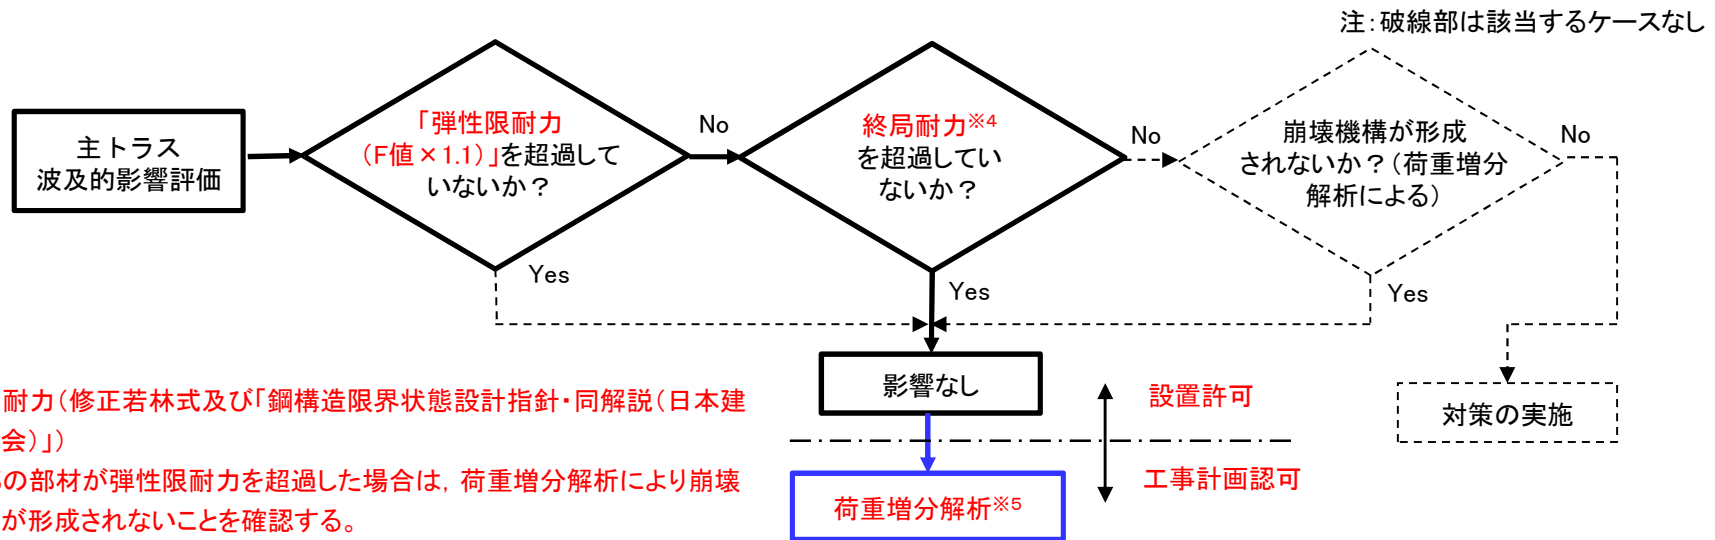 注：破線部は該当するケースなし
主トラス
波及的影響評価
「弾性限耐力
（F値×1.1）」を超過して
いないか？
No
Yes
終局耐力※4
を超過してい
ないか？
No
Yes
崩壊機構が形成
されないか？（荷重増分
解析による）
No
Yes
影響なし
設置許可
対策の実施
工事計画認可
荷重増分解析※5
耐力（修正若林式及び「鋼構造限界状態設計指針・同解説（日本建
会）」）
の部材が弾性限耐力を超過した場合は，荷重増分解析により崩壊
が形成されないことを確認する。